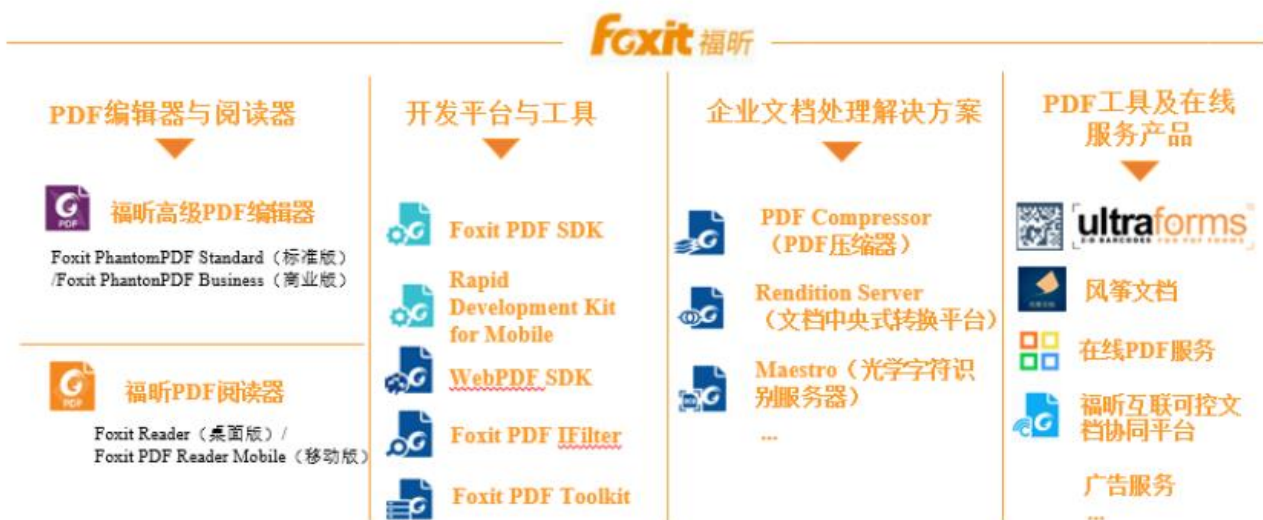 Foxit 福昕
PDF编辑器与阅读器
福昕高级PDF编辑器
Foxit PhantomPDF Standard（标准版）
/Foxit PhantonPDF Business（商业版）
福昕PDF阅读器
Foxit Reader（桌面版）/
Foxit PDF Reader Mobile（移动版）
开发平台与工具
Foxit PDF SDK
Rapid
Development Kit
for Mobile
WebPDF SDK
Foxit PDF IFilter
Foxit PDF Toolkit
企业文档处理解决方案
PDF Compressor
（PDF压缩器）
Rendition Server
（文档中央式转换平台）
Maestro（光学字符识
别服务器）
...
PDF工具及在线
服务产品
ultraforms
2-D BARCODES FOR PDF FORMS
风筝文档
在线PDF服务
福昕互联可控文
档协同平台
广告服务
...